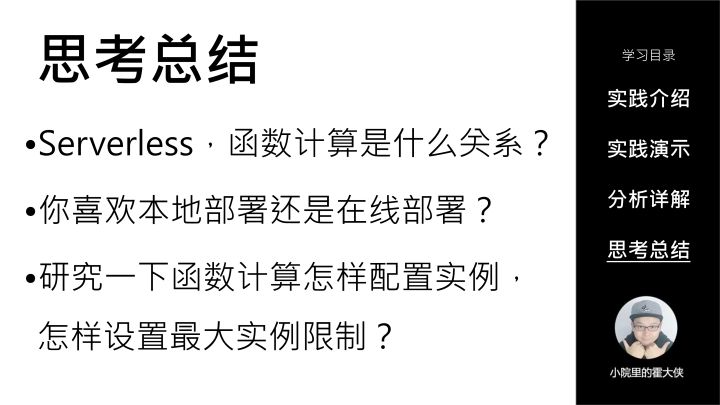 思考总结
•Serverless，函数计算是什么关系？
•你喜欢本地部署还是在线部署？
•研究一下函数计算怎样配置实例，
怎样设置最大实例限制？
学习目录
实践介绍
实践演示
分析详解
思考总结
小院里的霍大侠